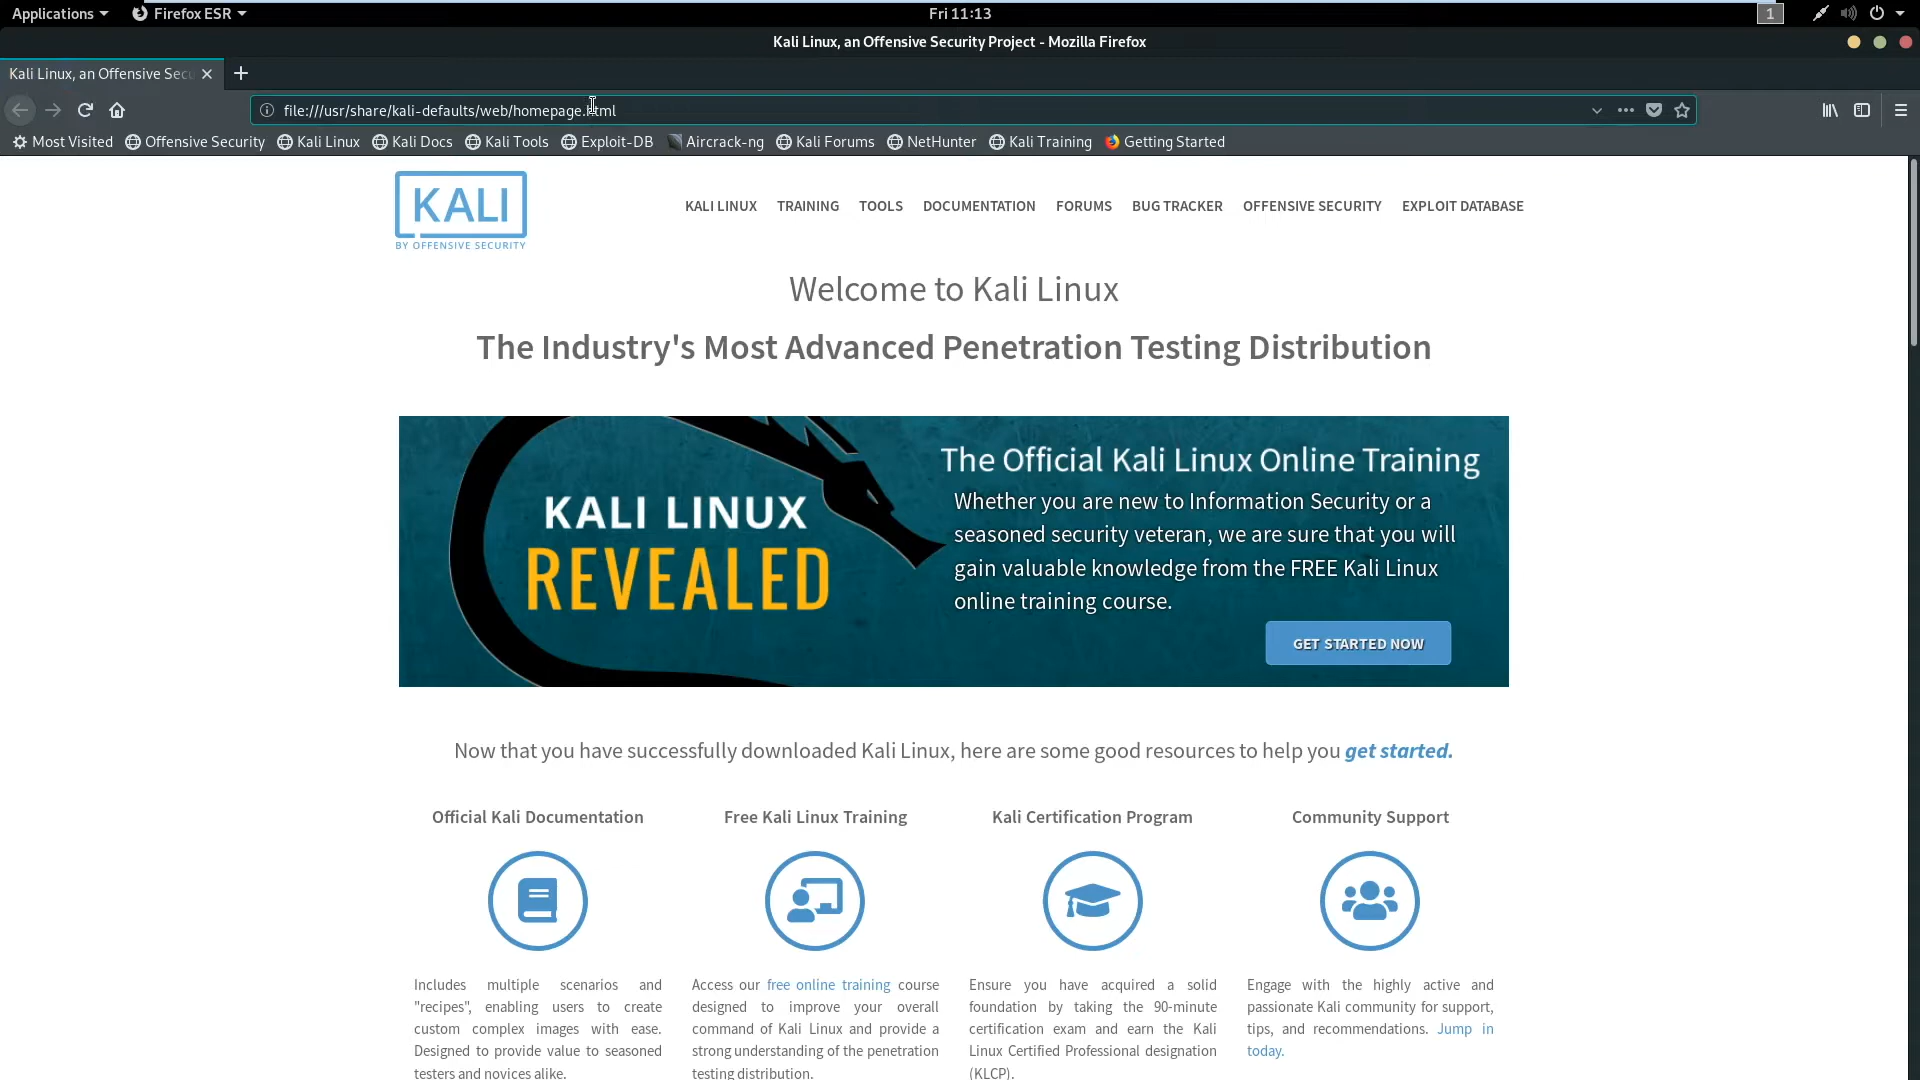 Applications Firefox ESR Fri 11:13 1
Kali Linux, an Offensive Security Project - Mozilla Firefox
Kali Linux, an Offensive Secu
file:///usr/share/kali-defaults/web/homepage.html
Most Visited Offensive Security Kali Linux Kali Docs Kali Tools Exploit-DB Aircrack-ng Kali Forums NetHunter Kali Training Getting Started
KALI
BY OFFENSIVE SECURITY
KALI LINUX TRAINING TOOLS DOCUMENTATION FORUMS BUG TRACKER OFFENSIVE SECURITY EXPLOIT DATABASE
Welcome to Kali Linux
The Industry's Most Advanced Penetration Testing Distribution
KALI LINUX
REVEALED
The Official Kali Linux Online Training
Whether you are new to Information Security or a
seasoned security veteran, we are sure that you will
gain valuable knowledge from the FREE Kali Linux
online training course.
GET STARTED NOW
Now that you have successfully downloaded Kali Linux, here are some good resources to help you get started.
Official Kali Documentation
Includes multiple scenarios and
"recipes", enabling users to create
custom complex images with ease.
Designed to provide value to seasoned
testers and novices alike.
Free Kali Linux Training
Access our free online training course
designed to improve your overall
command of Kali Linux and provide a
strong understanding of the penetration
testing distribution.
Kali Certification Program
Ensure you have acquired a solid
foundation by taking the 90-minute
certification exam and earn the Kali
Linux Certified Professional designation
(KLCP).
Community Support
Engage with the highly active and
passionate Kali community for support,
tips, and recommendations. Jump in
today.